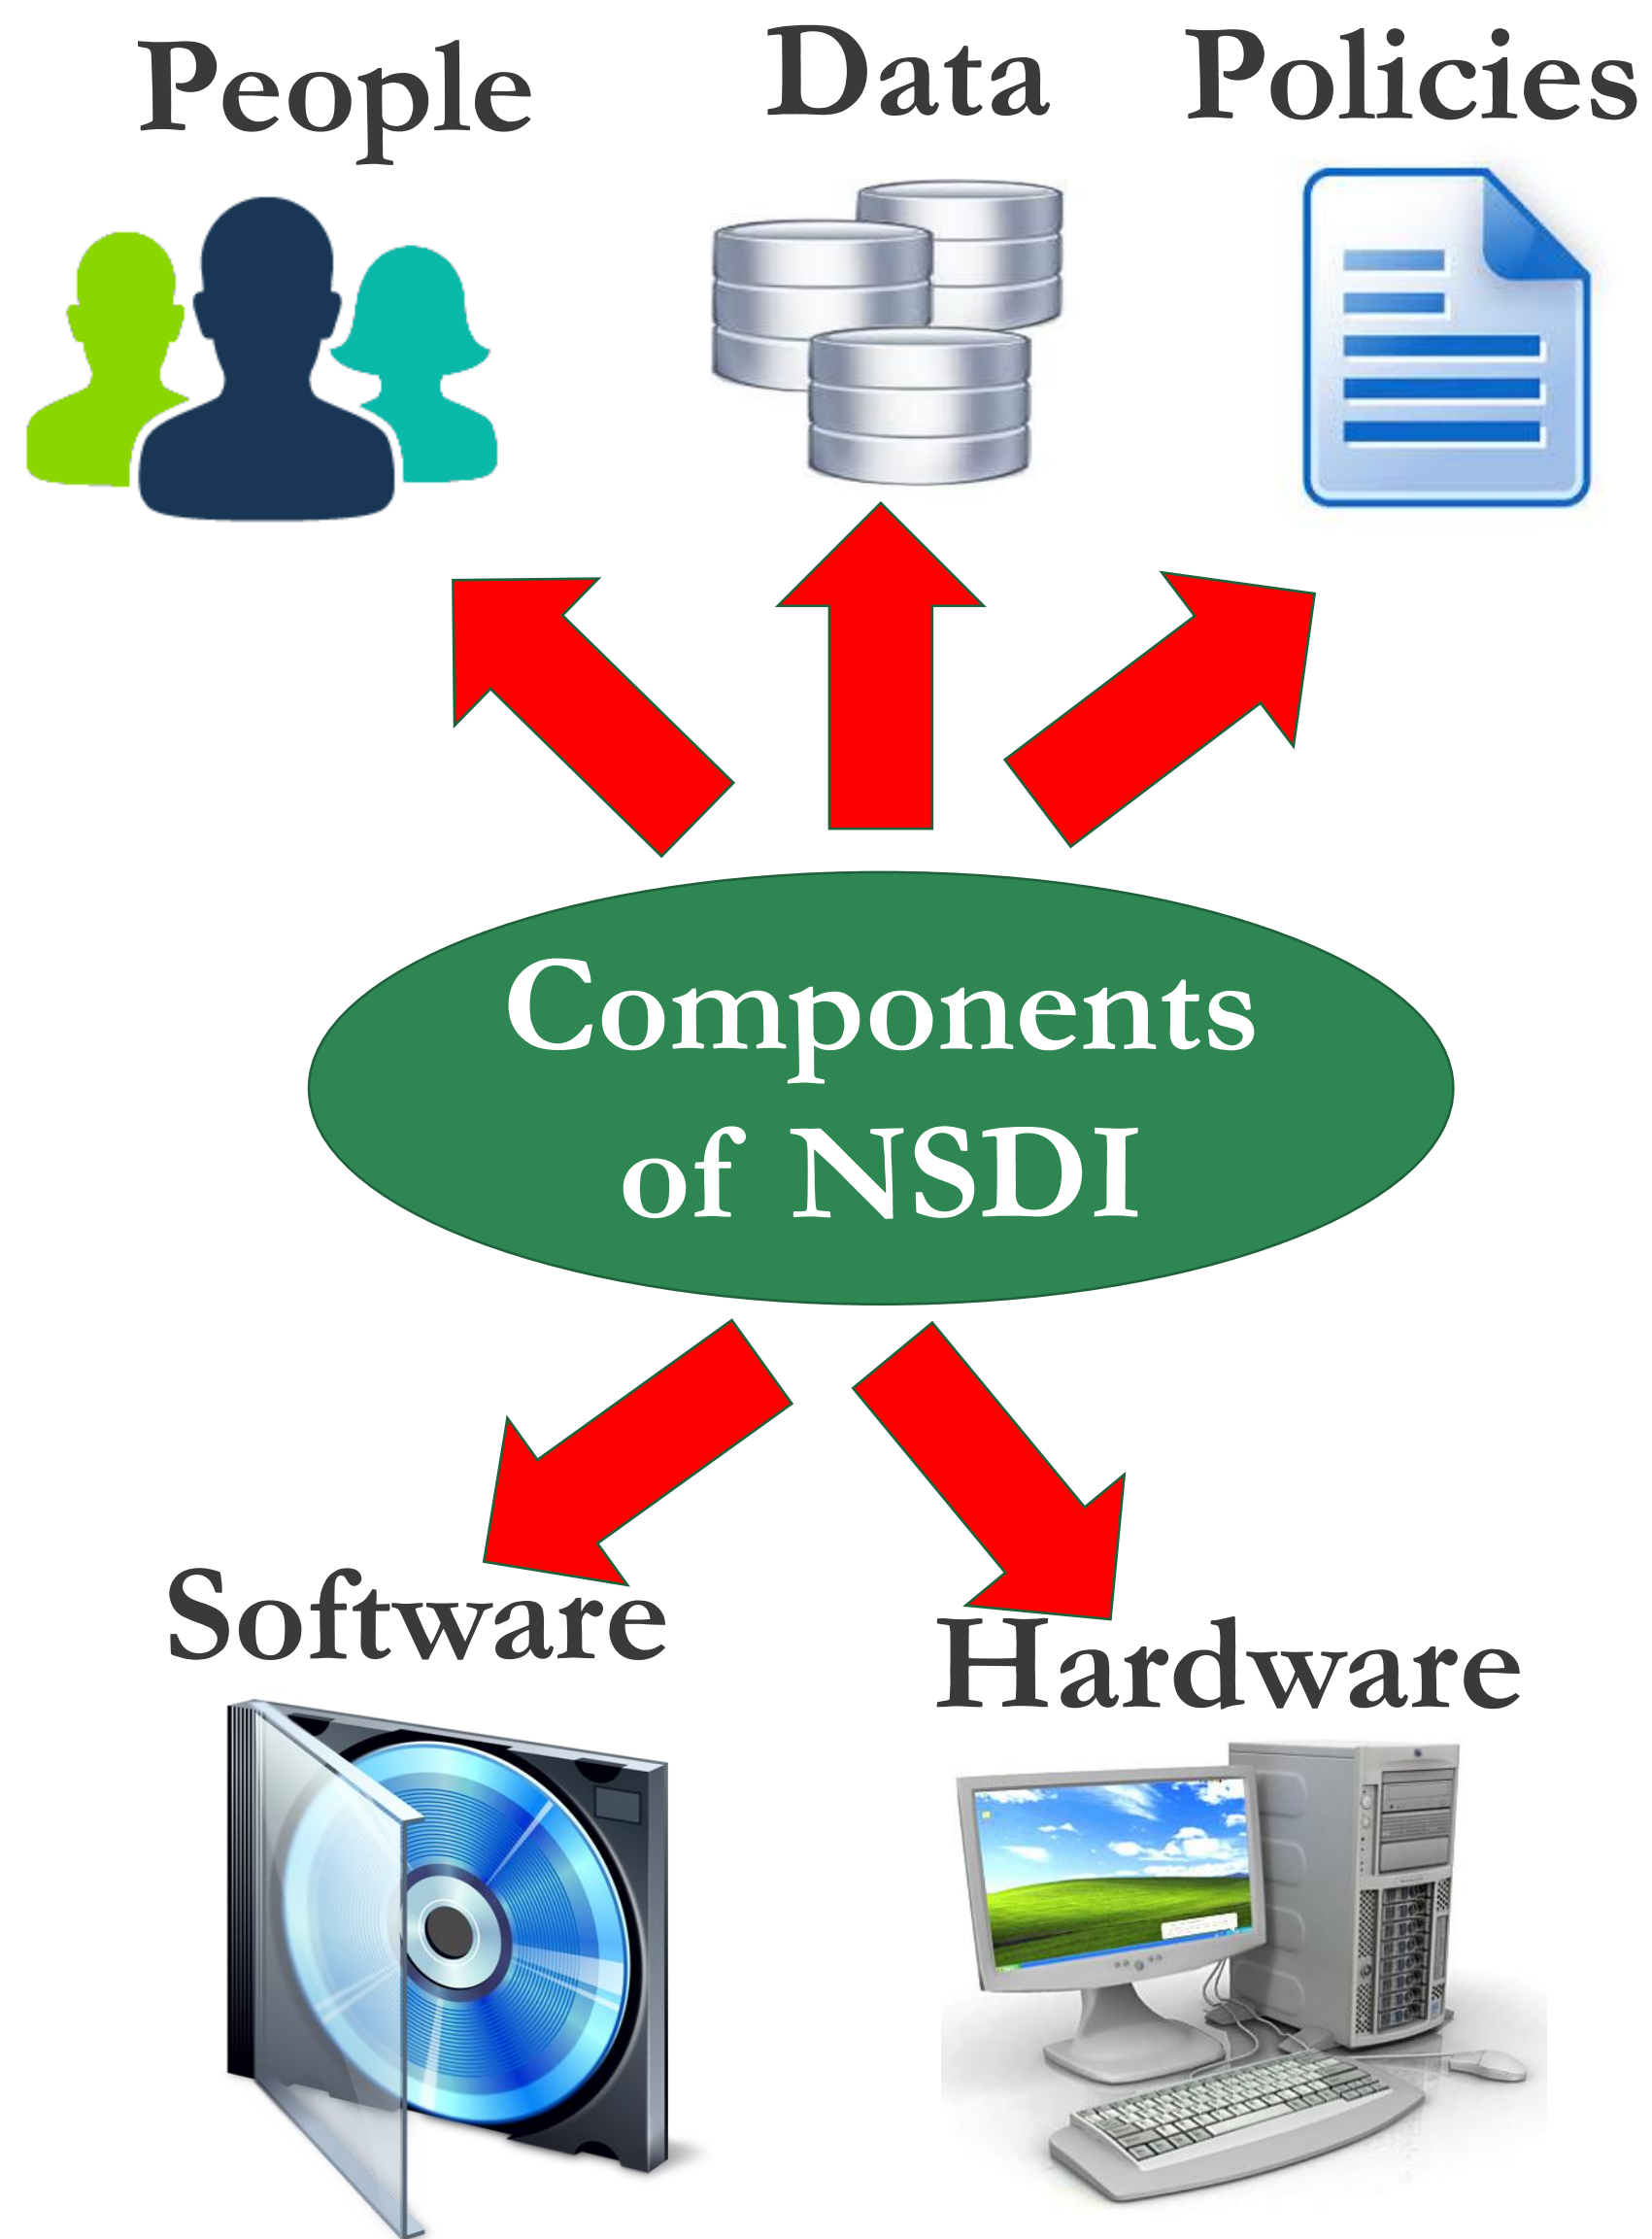 People
Data
Policies
Components
of NSDI
Software
Hardware